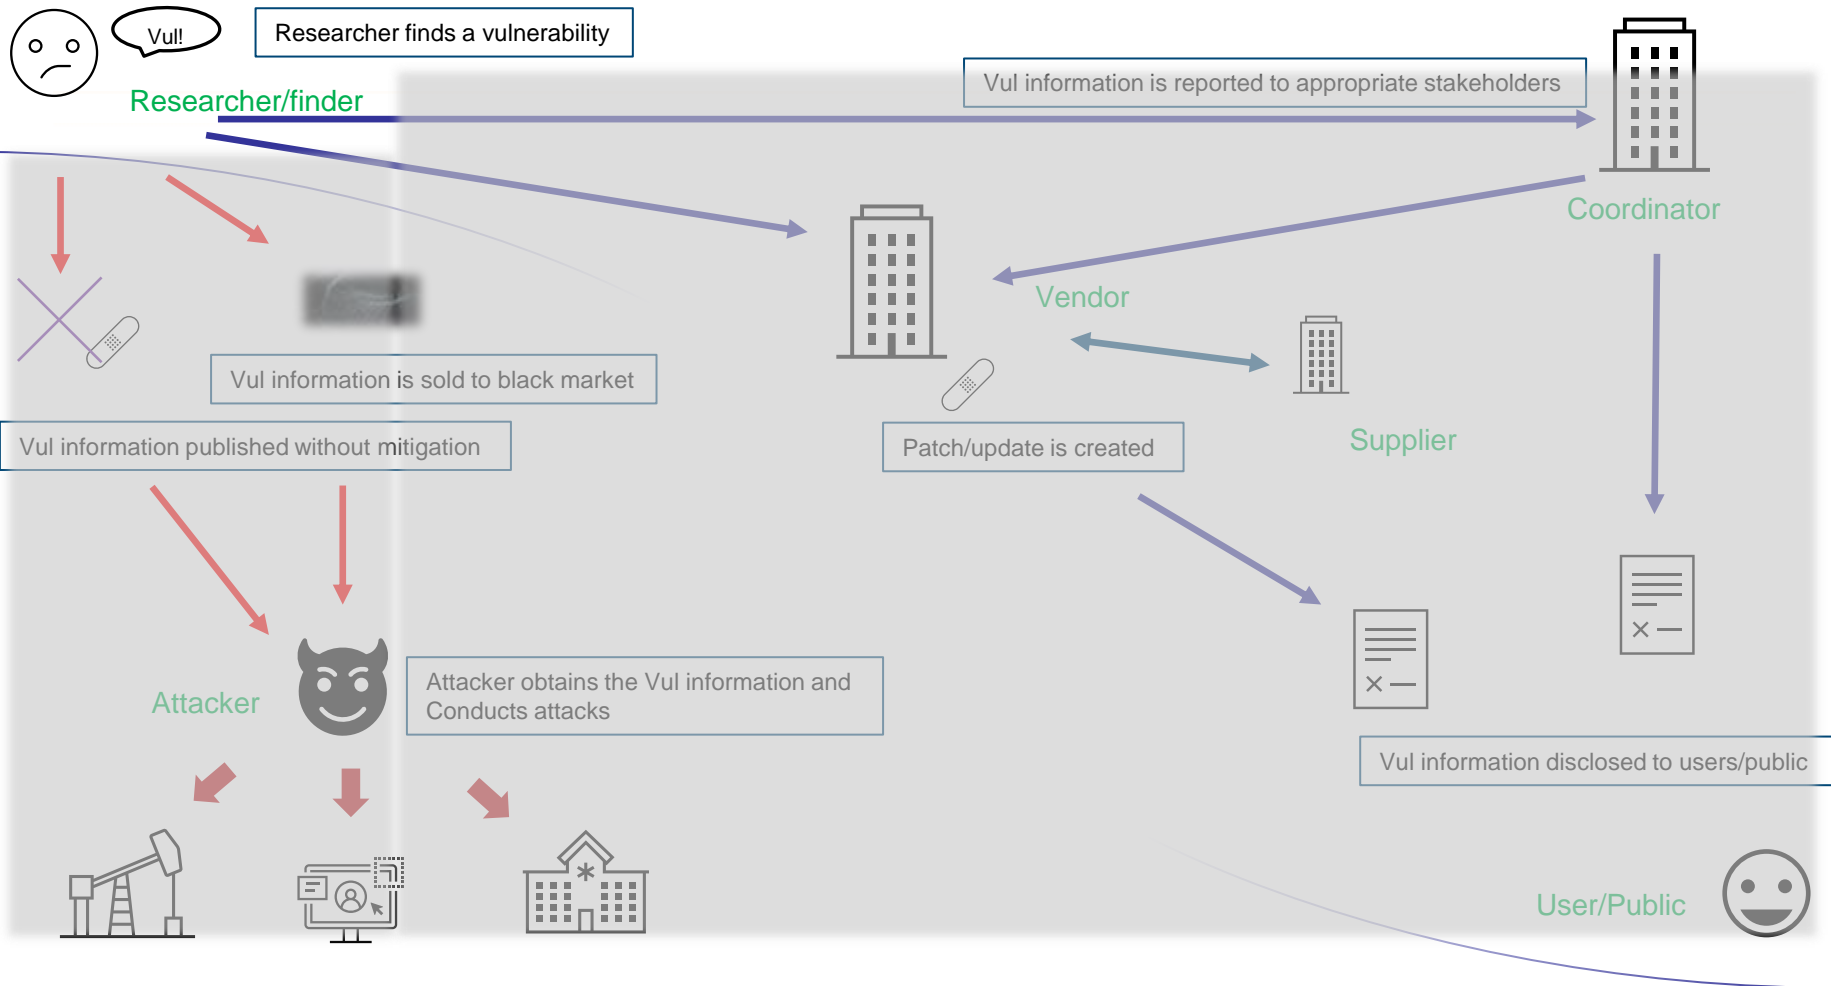 Vul!
Researcher finds a vulnerability
Vul information is reported to appropriate stakeholders
Researcher/finder
Coordinator
Vendor
Vul information is sold to black market
Vul information published without mitigation
Patch/update is created
Supplier
Attacker
Attacker obtains the Vul information and
Conducts attacks
Vul information disclosed to users/public
User/Public